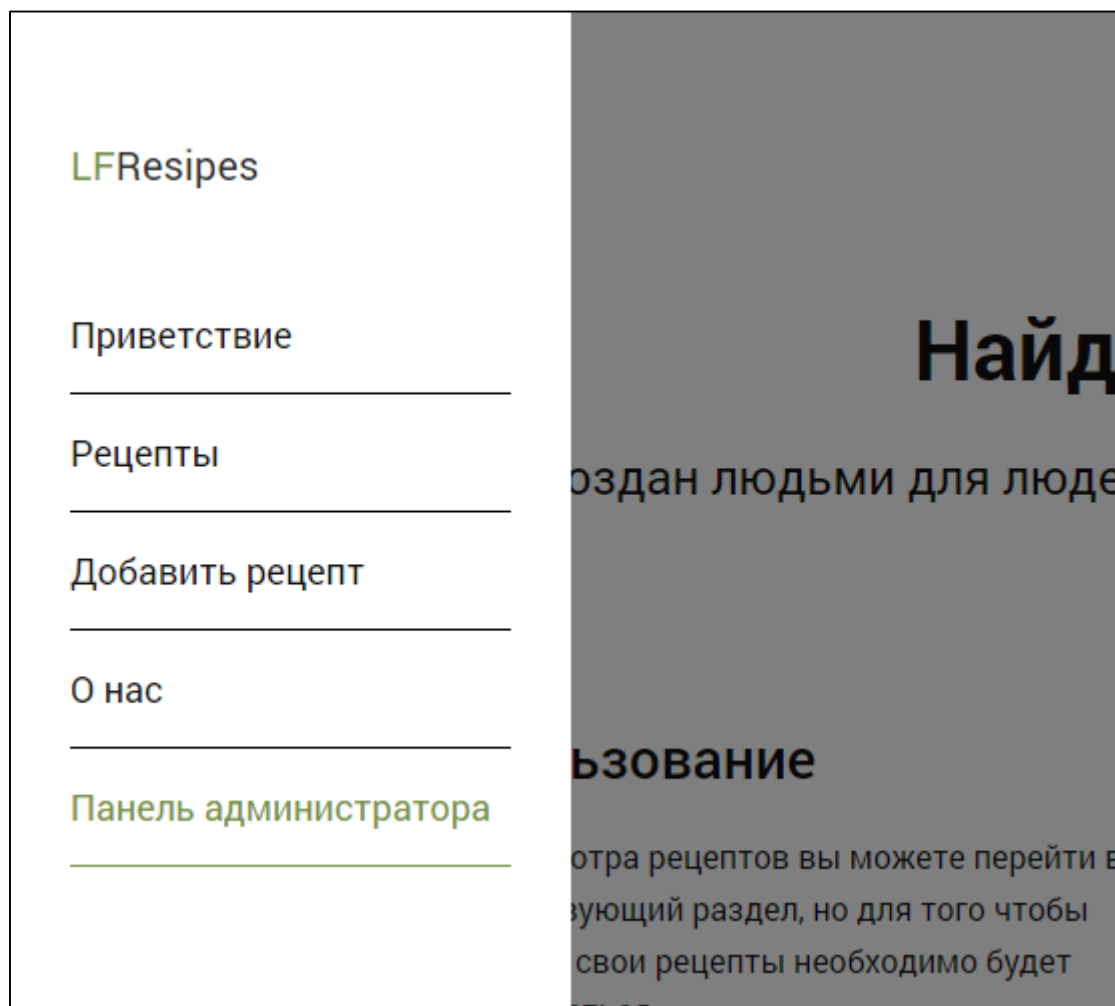 LFResipes
Приветствие
Рецепты
Добавить рецепт
О нас
Панель администратора
Найд
оздан людьми для люде
ьзование
отра рецептов вы можете перейти в
вующий раздел, но для того чтобы
свои рецепты необходимо будет